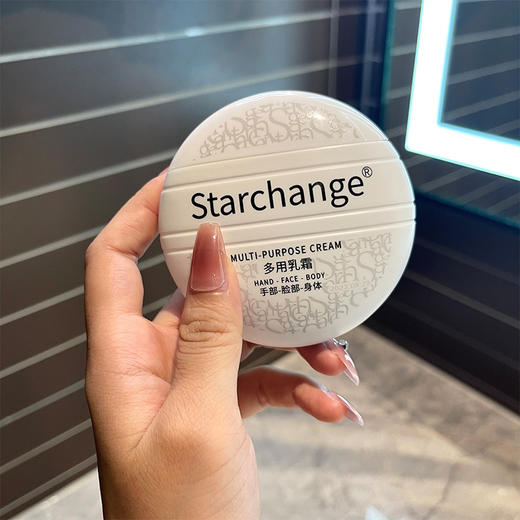 Starchange®
MULTI-PURPOSE CREAM
多用乳霜
HAND - FACE - BODY
手部-脸部-身体